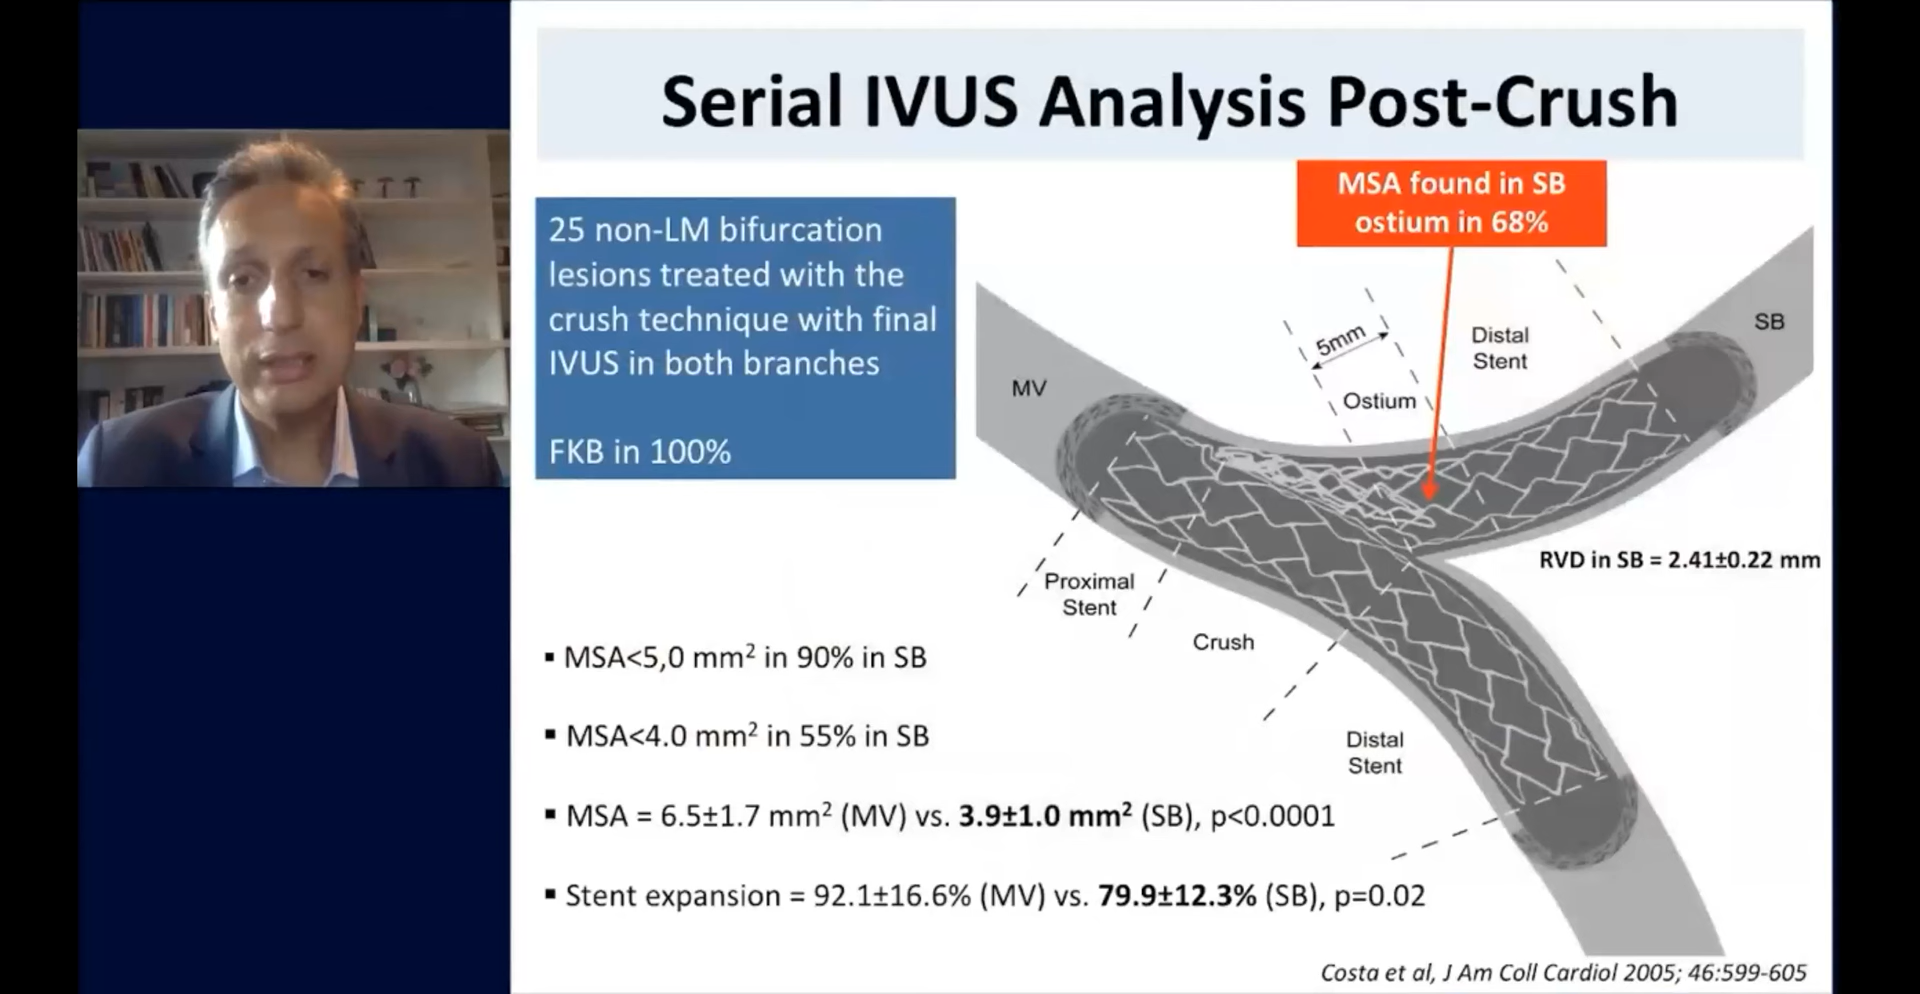 Serial IVUS Analysis Post-Crush
MSA found in SB
ostium in 68%
25 non-LM bifurcation
lesions treated with the
crush technique with final
IVUS in both branches
FKB in 100%
MV
5mm
Ostium
Distal
Stent
SB
RVD in SB = 2.41±0.22 mm
Proximal
Stent
Crush
Distal
Stent
▪ MSA<5,0 mm² in 90% in SB
▪ MSA<4.0 mm² in 55% in SB
▪ MSA = 6.5±1.7 mm² (MV) vs. 3.9±1.0 mm² (SB), p<0.0001
▪ Stent expansion = 92.1±16.6% (MV) vs. 79.9±12.3% (SB), p=0.02
Costa et al, J Am Coll Cardiol 2005; 46:599-605